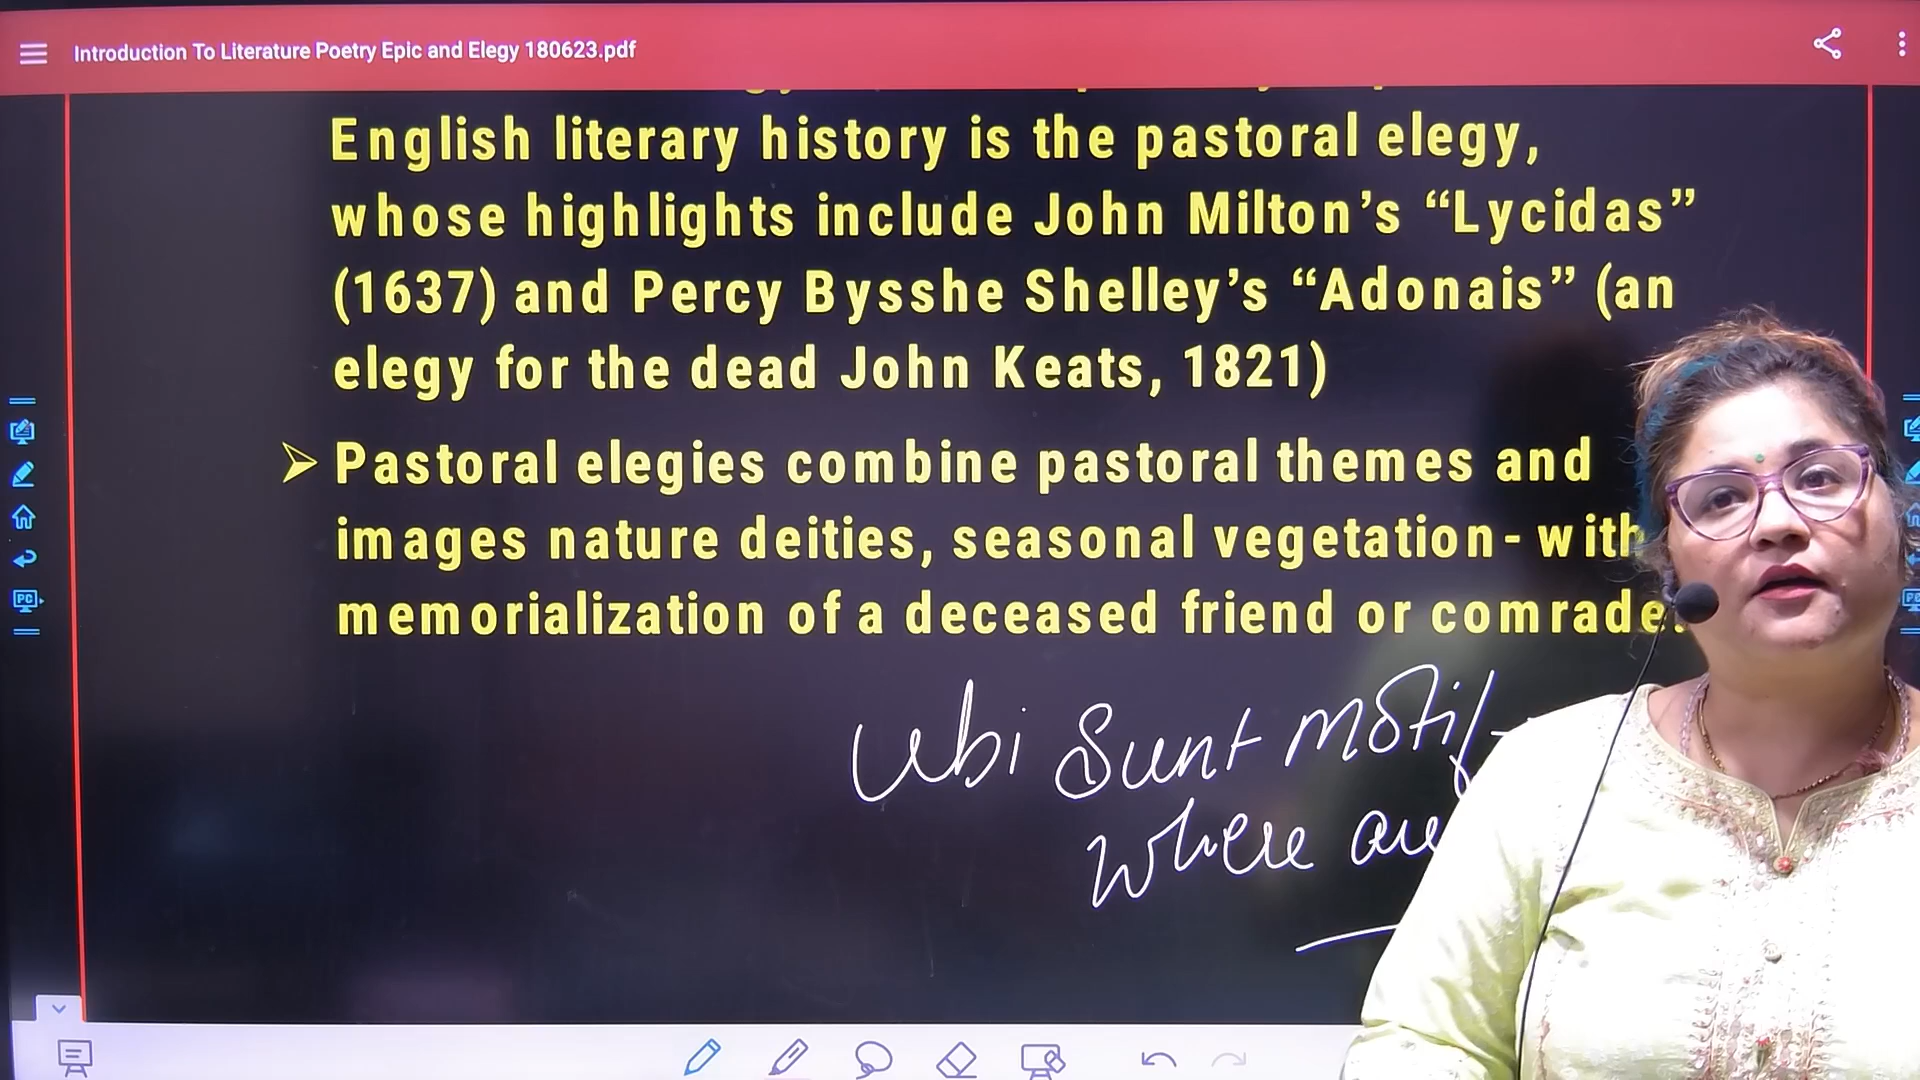 Introduction To Literature Poetry Epic and Elegy 180623.pdf
English literary history is the pastoral elegy,
whose highlights include John Milton’s “Lycidas”
(1637) and Percy Bysshe Shelley’s “Adonais” (an
elegy for the dead John Keats, 1821)
➢ Pastoral elegies combine pastoral themes and
images nature deities, seasonal vegetation- with
memorialization of a deceased friend or comrade.
Ubi Sunt motif-
where are
PC